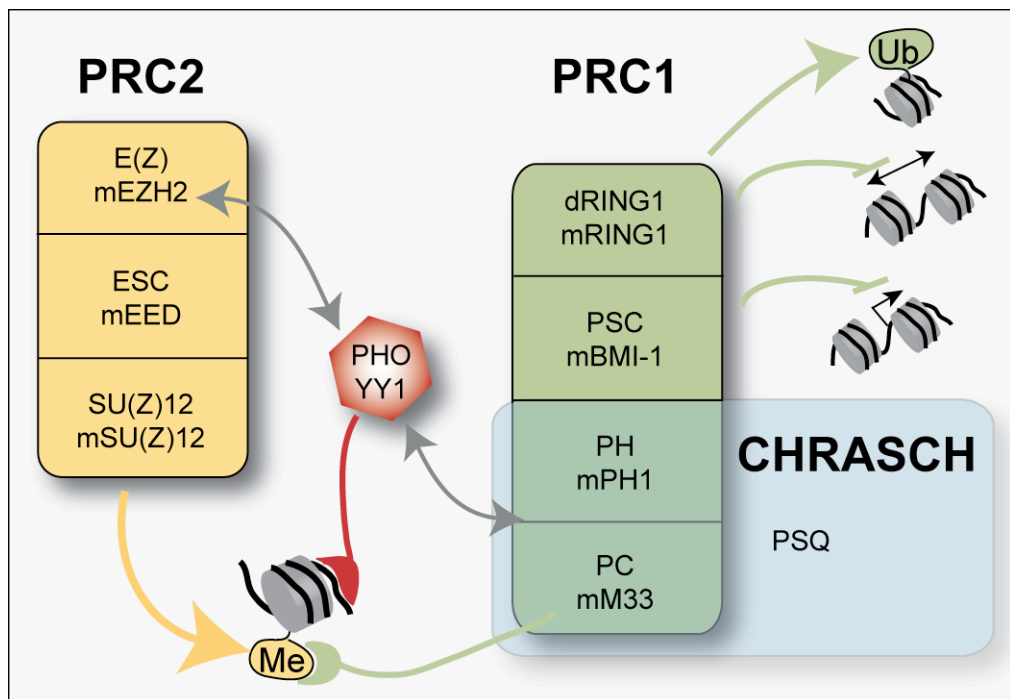 PRC2
E(Z)
mEZH2
ESC
mEED
SU(Z)12
mSU(Z)12
PHO
YY1
Me
PRC1
dRING1
mRING1
PSC
mBMI-1
PH
mPH1
PC
mM33
CHRASCH
PSQ
Ub